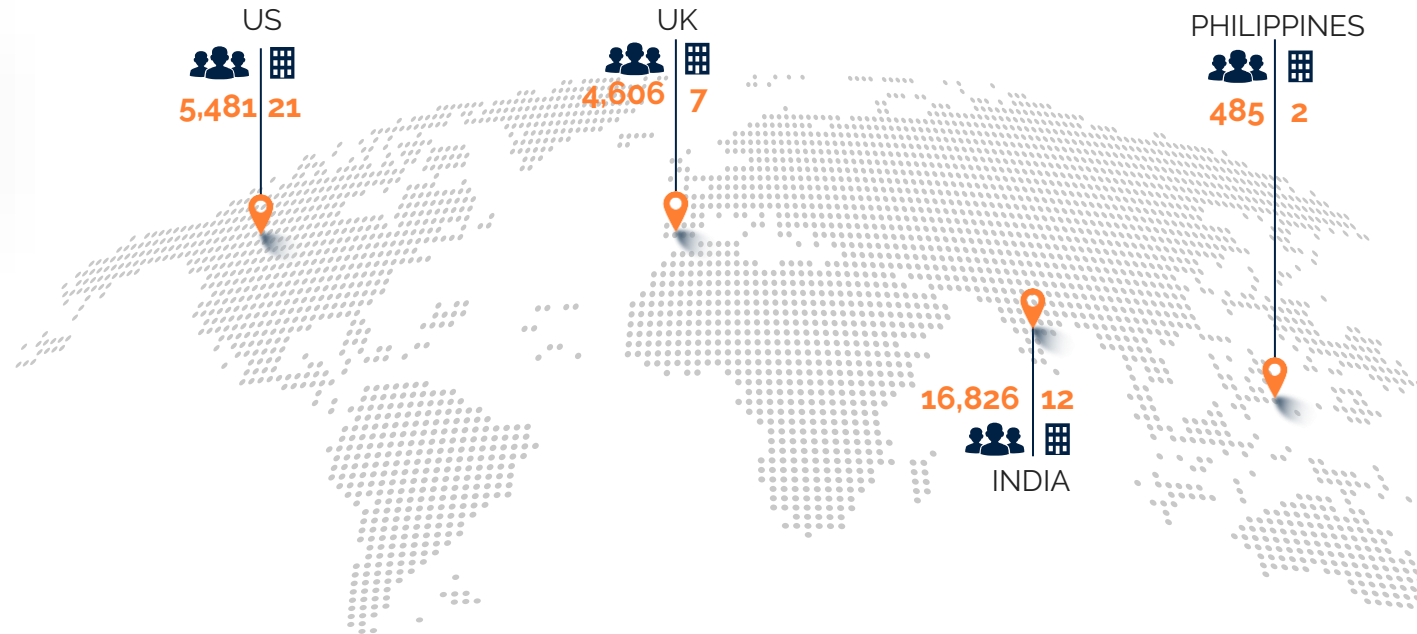 US
5,481 21
UK
4,606 7
PHILIPPINES
485 2
16,826 12
INDIA